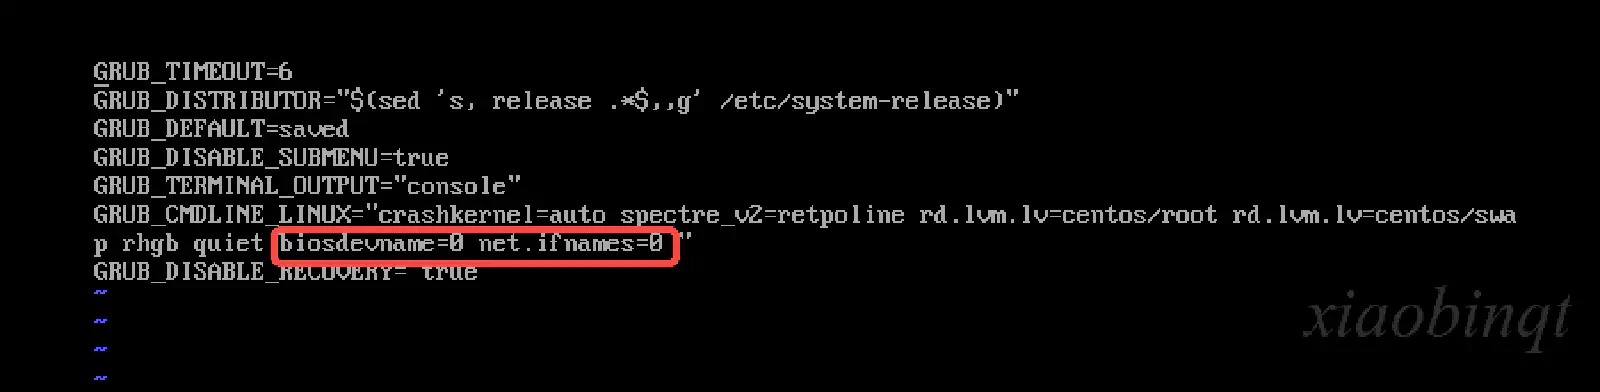 GRUB_TIMEOUT=6
GRUB_DISTRIBUTOR="$(sed 's, release .*$,,g' /etc/system-release)"
GRUB_DEFAULT=saved
GRUB_DISABLE_SUBMENU=true
GRUB_TERMINAL_OUTPUT="console"
GRUB_CMDLINE_LINUX="crashkernel=auto spectre_v2=retpoline rd.lvm.lv=centos/root rd.lvm.lv=centos/swa
p rhgb quiet biosdevname=0 net.ifnames=0 "
GRUB_DISABLE_RECOVERY="true
~
~
~
~
xiaobinqt